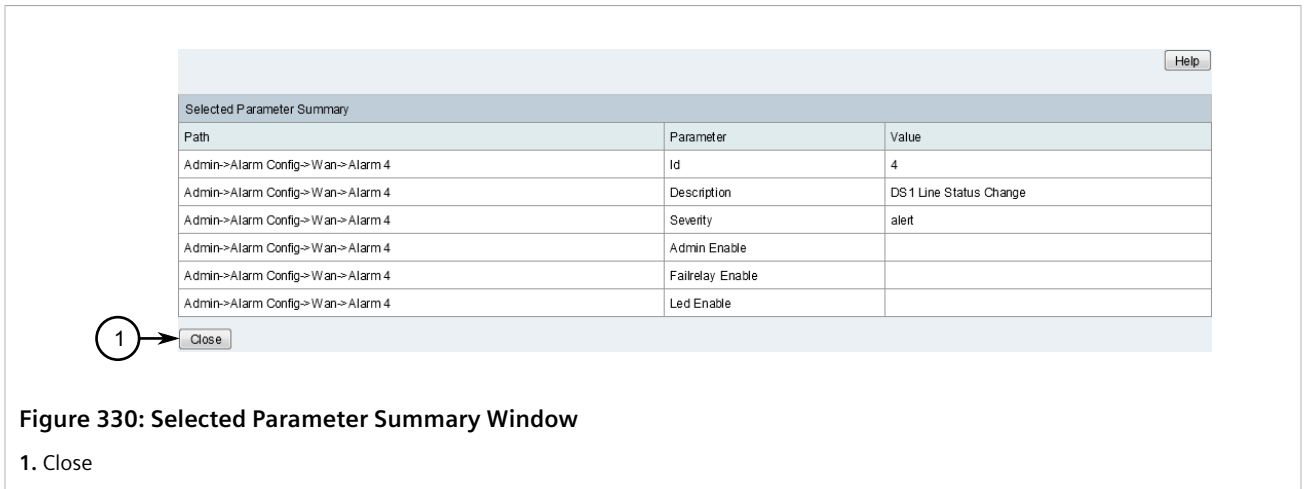 Help
Selected Parameter Summary
Path Parameter Value
Admin->Alarm Config->Wan->Alarm 4 Id 4
Admin->Alarm Config->Wan->Alarm 4 Description DS1 Line Status Change
Admin->Alarm Config->Wan->Alarm 4 Severity alert
Admin->Alarm Config->Wan->Alarm 4 Admin Enable
Admin->Alarm Config->Wan->Alarm 4 Failrelay Enable
Admin->Alarm Config->Wan->Alarm 4 Led Enable
1 Close
Figure 330: Selected Parameter Summary Window
1. Close